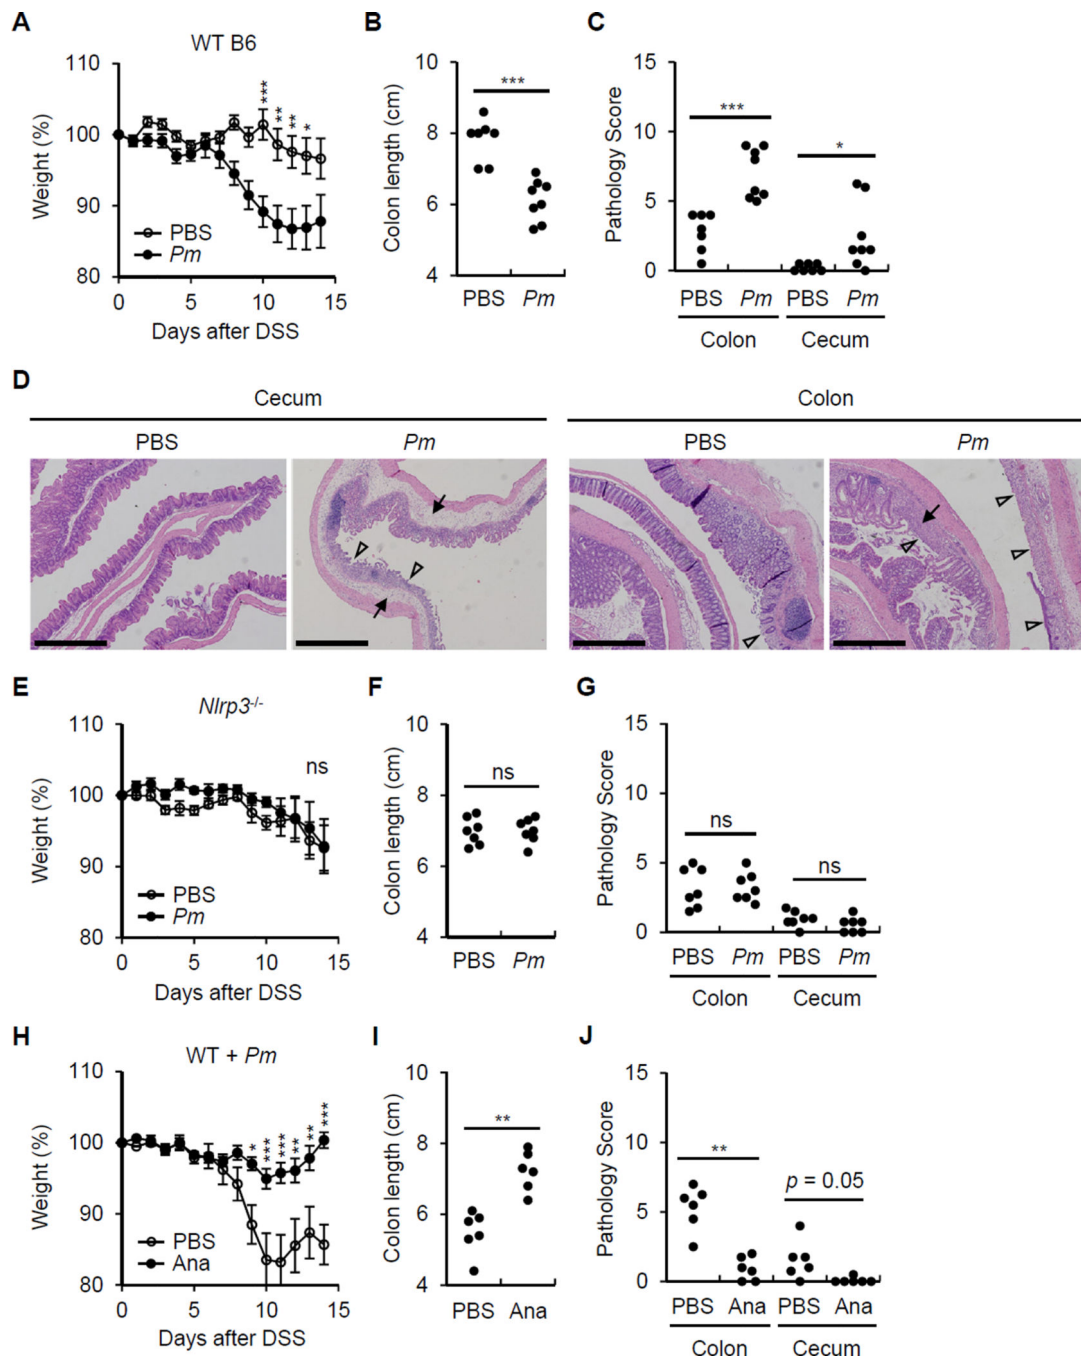 A
WT B6
110
100
90
80
Weight (%)
***
**
**
*
PBS
Pm
0
5
10
15
Days after DSS
B
10
8
6
4
Colon length (cm)
***
PBS
Pm
C
15
10
5
0
Pathology Score
***
*
PBS
Pm
PBS
Pm
Colon
Cecum
D
Cecum
Colon
PBS
Pm
PBS
Pm
E
Nlrp3-/-
110
100
90
80
Weight (%)
ns
PBS
Pm
0
5
10
15
Days after DSS
F
10
8
6
4
Colon length (cm)
ns
PBS
Pm
G
15
10
5
0
Pathology Score
ns
ns
PBS
Pm
PBS
Pm
Colon
Cecum
H
WT + Pm
110
100
90
80
Weight (%)
*
***
***
**
**
***
PBS
Ana
0
5
10
15
Days after DSS
I
10
8
6
4
Colon length (cm)
**
PBS
Ana
J
15
10
5
0
Pathology Score
**
p = 0.05
PBS
Ana
PBS
Ana
Colon
Cecum